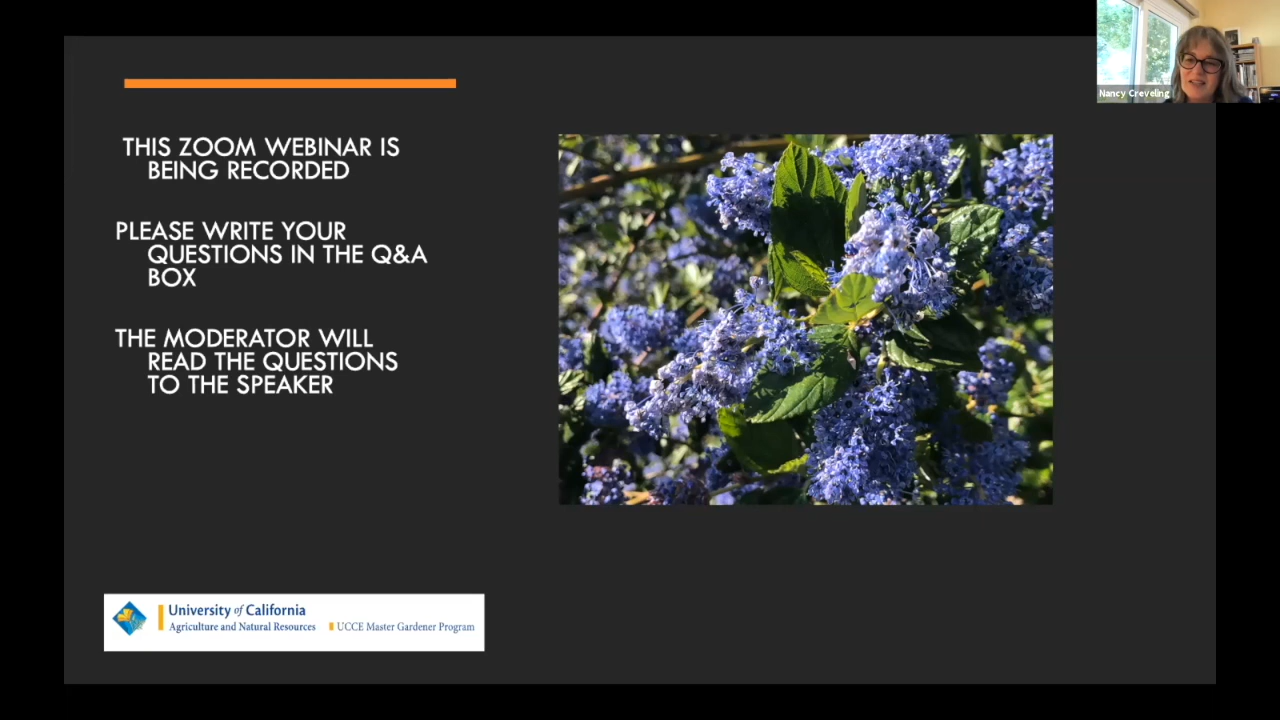 Nancy Creveling
THIS ZOOM WEBINAR IS
BEING RECORDED
PLEASE WRITE YOUR
QUESTIONS IN THE Q&A
BOX
THE MODERATOR WILL
READ THE QUESTIONS
TO THE SPEAKER
University of California
Agriculture and Natural Resources
UCCE Master Gardener Program